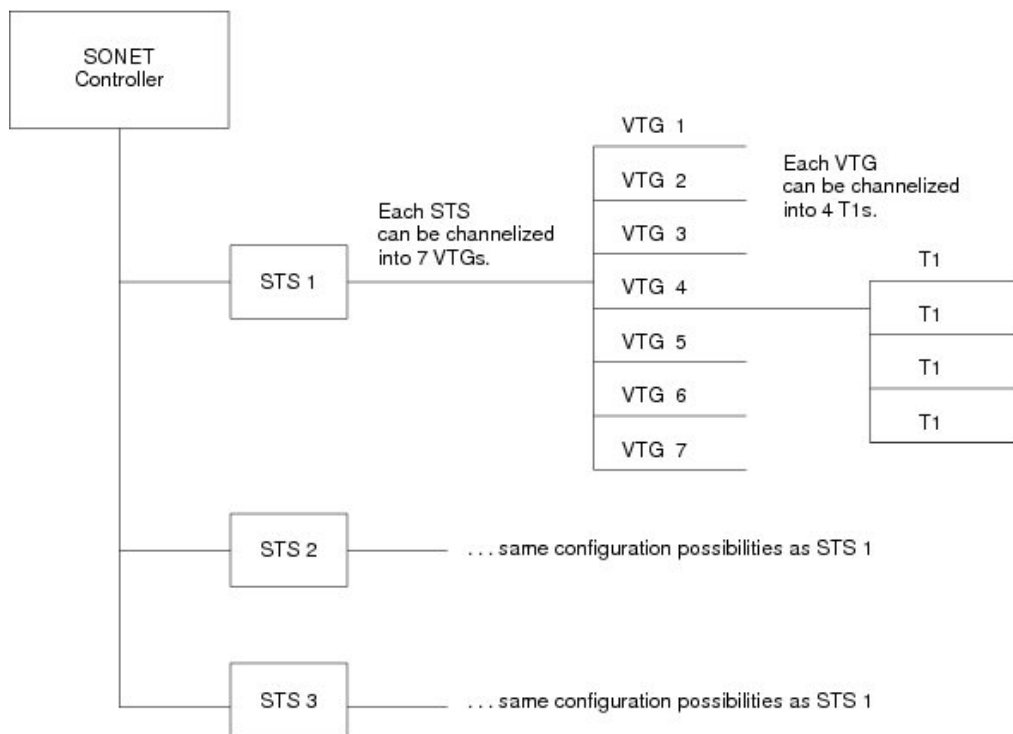 SONET
Controller
VTG 1
VTG 2
VTG 3
VTG 4
VTG 5
VTG 6
VTG 7
Each VTG
can be channelized
into 4 T1s.
Each STS
can be channelized
into 7 VTGs.
STS 1
T1
T1
T1
T1
STS 2
. . . same configuration possibilities as STS 1
STS 3
. . . same configuration possibilities as STS 1